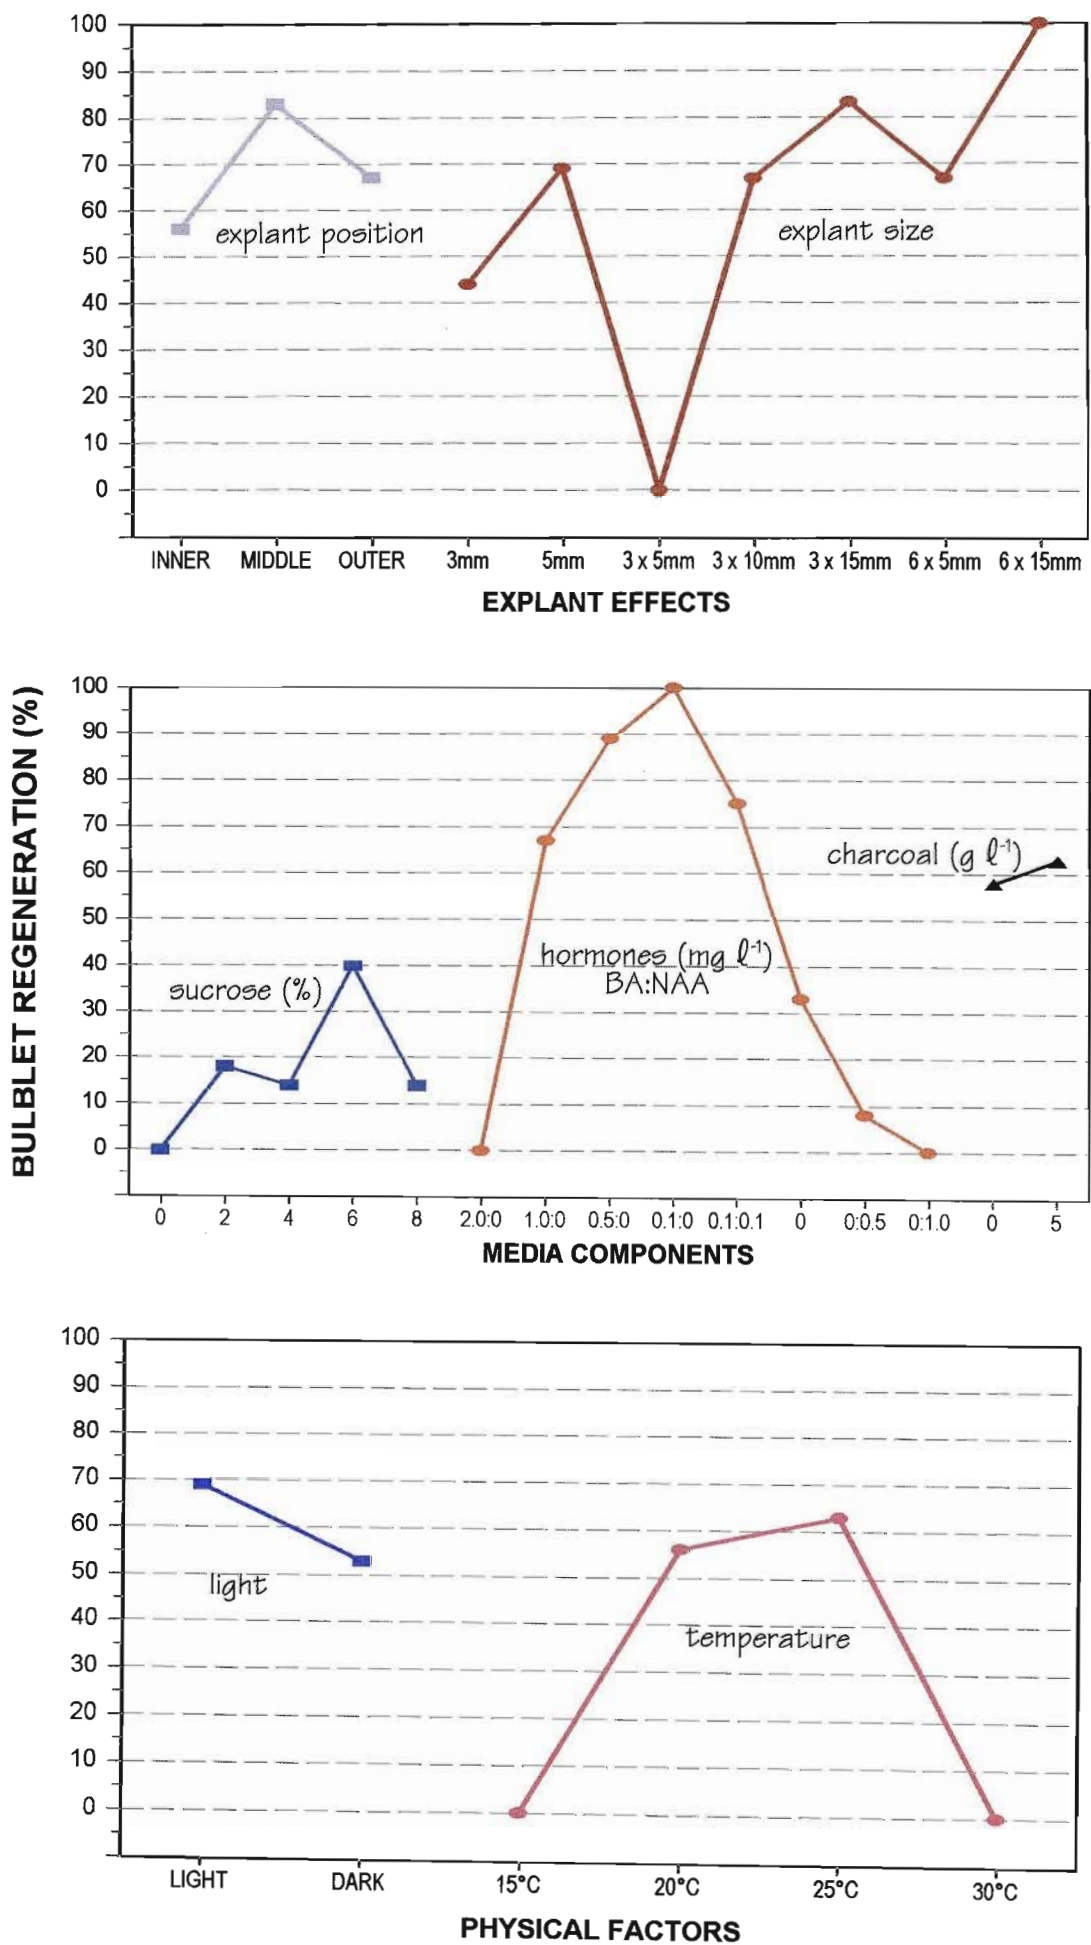 100
90
80
70
60
50
40
30
20
10
0
explant position
explant size
INNER MIDDLE OUTER 3mm 5mm 3 x 5mm 3 x 10mm 3 x 15mm 6 x 5mm 6 x 15mm
EXPLANT EFFECTS
BULBLET REGENERATION (%)
100
90
80
70
60
50
40
30
20
10
0
charcoal (g ℓ⁻¹)
hormones (mg ℓ⁻¹)
BA:NAA
sucrose (%)
0 2 4 6 8 2.0:0 1.0:0 0.5:0 0.1:0 0.1:0.1 0 0:0.5 0:1.0 0 5
MEDIA COMPONENTS
100
90
80
70
60
50
40
30
20
10
0
light
temperature
LIGHT DARK 15°C 20°C 25°C 30°C
PHYSICAL FACTORS